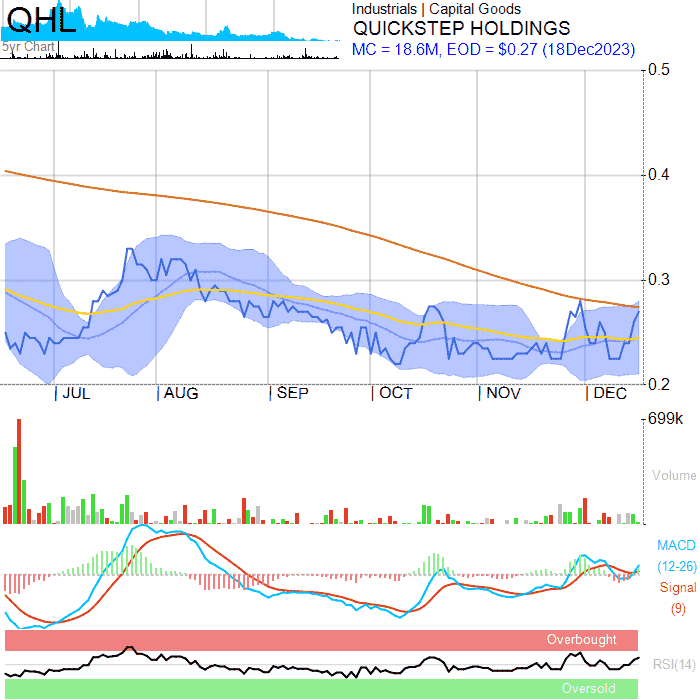 QHL
5yr Chart
Industrials | Capital Goods
QUICKSTEP HOLDINGS
MC = 18.6M, EOD = $0.27 (18Dec2023)
0.5
0.4
0.3
0.2
| JUL | AUG | SEP | OCT | NOV | DEC
699k
Volume
MACD
(12-26)
Signal
(9)
Overbought
RSI(14)
Oversold